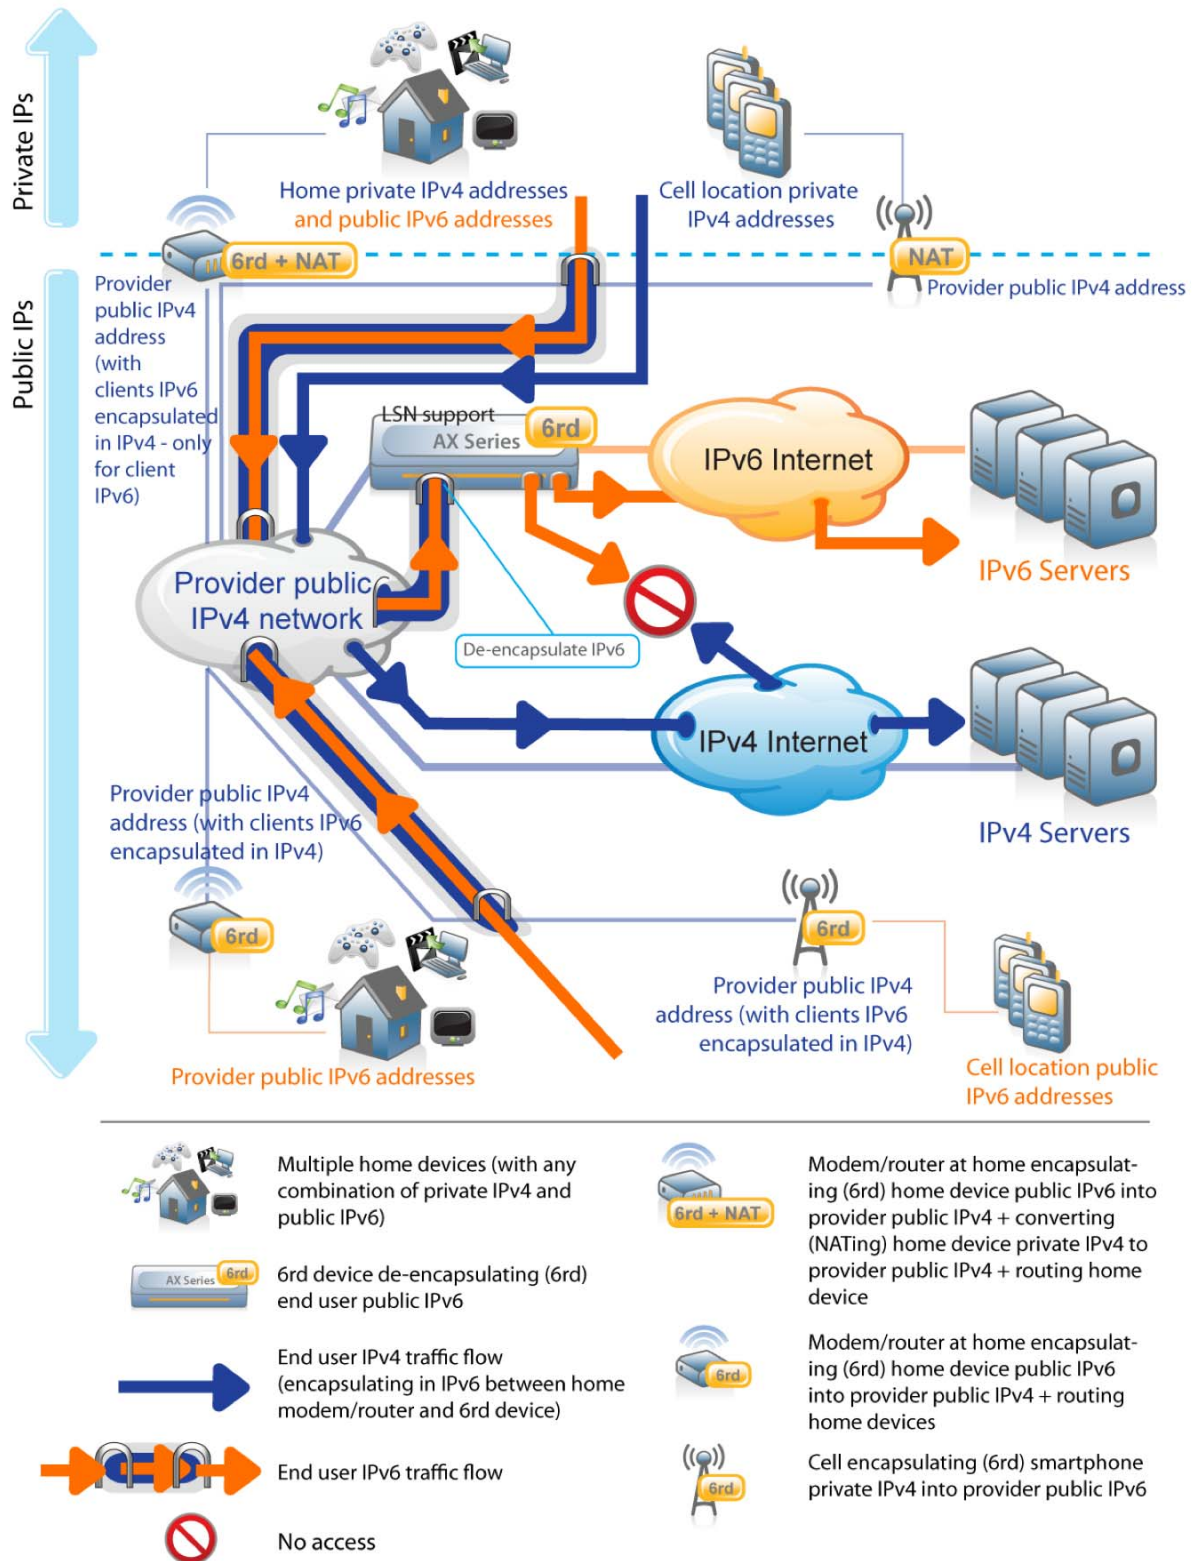 Private IPs
Public IPs
Home private IPv4 addresses
and public IPv6 addresses
Cell location private
IPv4 addresses
6rd + NAT
NAT
Provider public IPv4 address
Provider
public IPv4
address
(with
clients IPv6
encapsulated
in IPv4 - only
for client
IPv6)
LSN support
AX Series
6rd
IPv6 Internet
IPv6 Servers
Provider public
IPv4 network
De-encapsulate IPv6
IPv4 Internet
IPv4 Servers
Provider public IPv4
address (with clients IPv6
encapsulated in IPv4)
6rd
6rd
Provider public IPv4
address (with clients IPv6
encapsulated in IPv4)
Provider public IPv6 addresses
Cell location public
IPv6 addresses
Multiple home devices (with any
combination of private IPv4 and
public IPv6)
AX Series
6rd
6rd device de-encapsulating (6rd)
end user public IPv6
End user IPv4 traffic flow
(encapsulating in IPv6 between home
modem/router and 6rd device)
End user IPv6 traffic flow
No access
6rd + NAT
Modem/router at home encapsulat-
ing (6rd) home device public IPv6 into
provider public IPv4 + converting
(NATing) home device private IPv4 to
provider public IPv4 + routing home
device
6rd
Modem/router at home encapsulat-
ing (6rd) home device public IPv6
into provider public IPv4 + routing
home devices
6rd
Cell encapsulating (6rd) smartphone
private IPv4 into provider public IPv6